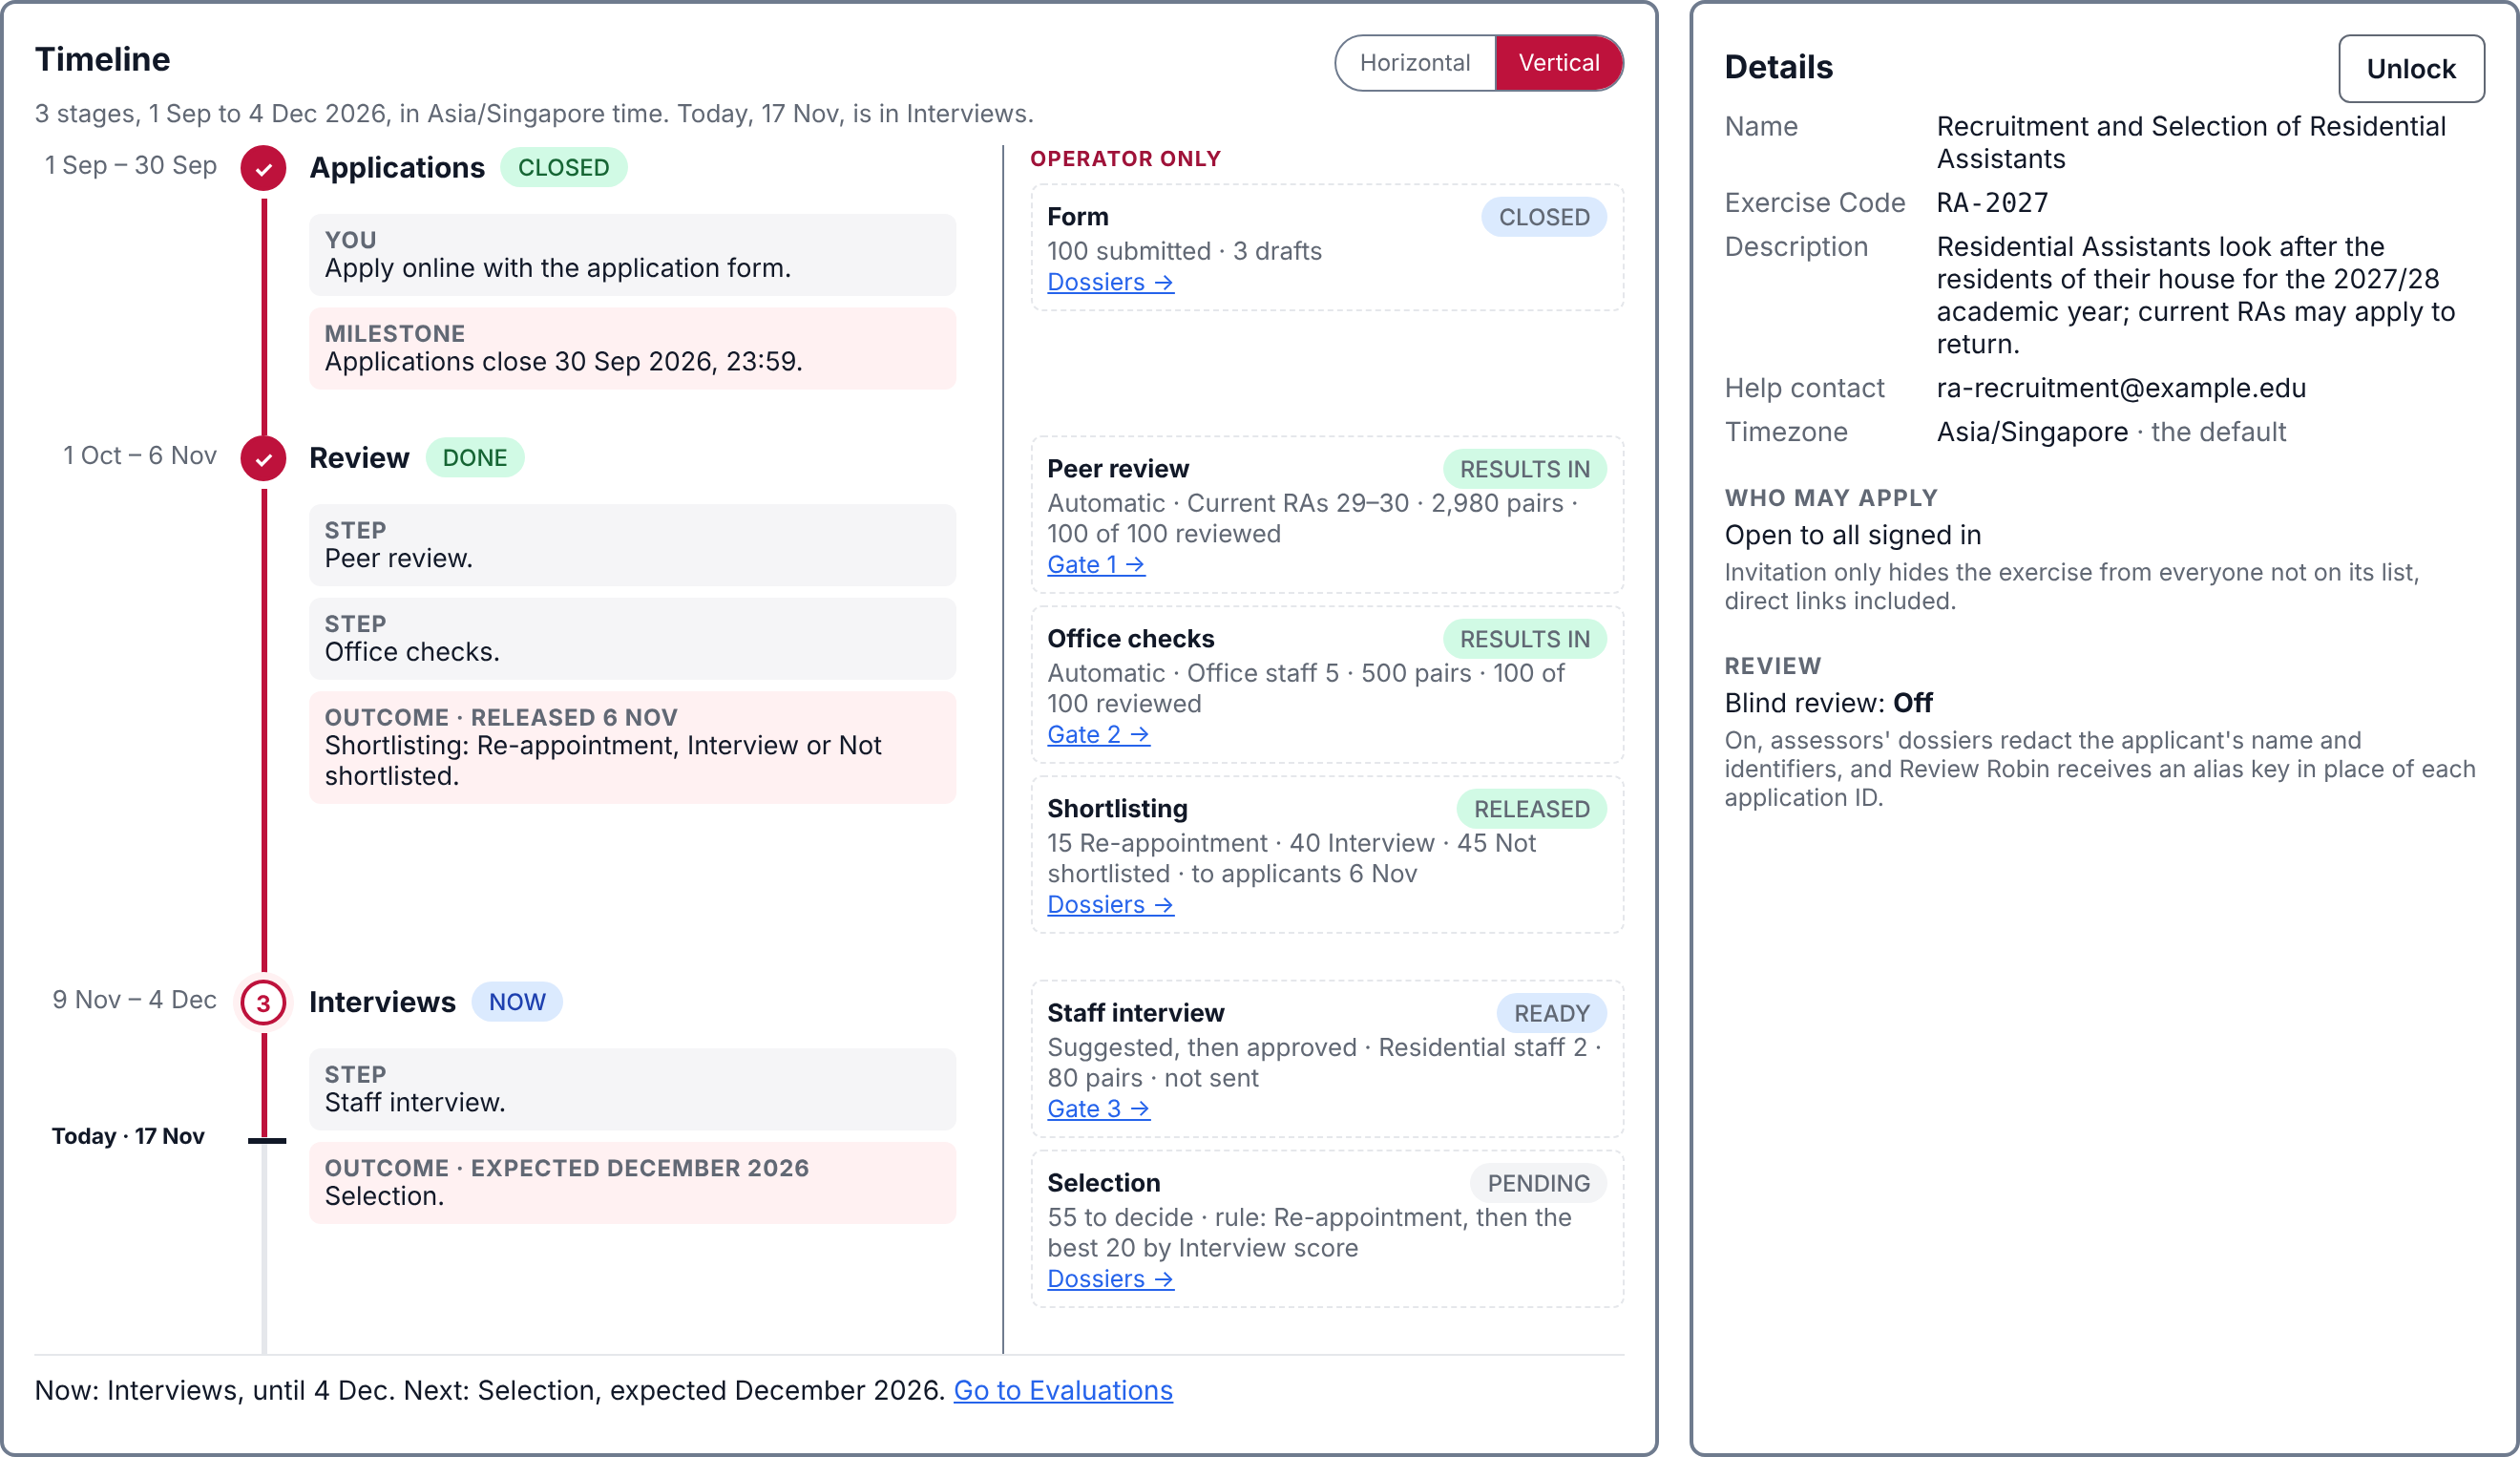 Timeline
Horizontal
Vertical
3 stages, 1 Sep to 4 Dec 2026, in Asia/Singapore time. Today, 17 Nov, is in Interviews.
1 Sep – 30 Sep
Applications
CLOSED
YOU
Apply online with the application form.
MILESTONE
Applications close 30 Sep 2026, 23:59.
OPERATOR ONLY
Form
CLOSED
100 submitted · 3 drafts
Dossiers →
1 Oct – 6 Nov
Review
DONE
STEP
Peer review.
STEP
Office checks.
OUTCOME · RELEASED 6 NOV
Shortlisting: Re-appointment, Interview or Not
shortlisted.
Peer review
RESULTS IN
Automatic · Current RAs 29–30 · 2,980 pairs ·
100 of 100 reviewed
Gate 1 →
Office checks
RESULTS IN
Automatic · Office staff 5 · 500 pairs · 100 of
100 reviewed
Gate 2 →
Shortlisting
RELEASED
15 Re-appointment · 40 Interview · 45 Not
shortlisted · to applicants 6 Nov
Dossiers →
9 Nov – 4 Dec
3
Interviews
NOW
STEP
Staff interview.
Today · 17 Nov
OUTCOME · EXPECTED DECEMBER 2026
Selection.
Staff interview
READY
Suggested, then approved · Residential staff 2 ·
80 pairs · not sent
Gate 3 →
Selection
PENDING
55 to decide · rule: Re-appointment, then the
best 20 by Interview score
Dossiers →
Now: Interviews, until 4 Dec. Next: Selection, expected December 2026. Go to Evaluations
Details
Unlock
Name
Recruitment and Selection of Residential
Assistants
Exercise Code
RA-2027
Description
Residential Assistants look after the
residents of their house for the 2027/28
academic year; current RAs may apply to
return.
Help contact
ra-recruitment@example.edu
Timezone
Asia/Singapore · the default
WHO MAY APPLY
Open to all signed in
Invitation only hides the exercise from everyone not on its list,
direct links included.
REVIEW
Blind review: Off
On, assessors' dossiers redact the applicant's name and
identifiers, and Review Robin receives an alias key in place of each
application ID.